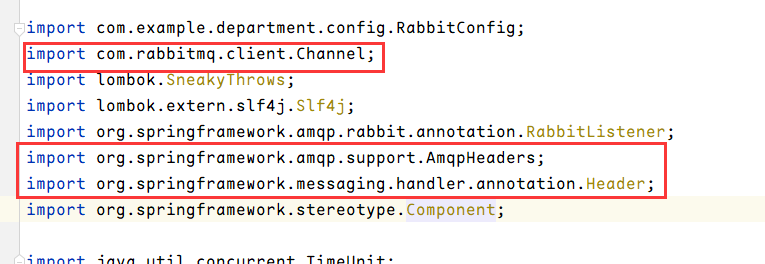 import com.example.department.config.RabbitConfig;
import com.rabbitmq.client.Channel;
import lombok.SneakyThrows;
import lombok.extern.slf4j.Slf4j;
import org.springframework.amqp.rabbit.annotation.RabbitListener;
import org.springframework.amqp.support.AmqpHeaders;
import org.springframework.messaging.handler.annotation.Header;
import org.springframework.stereotype.Component;
import java.util.concurrent.TimeUnit;